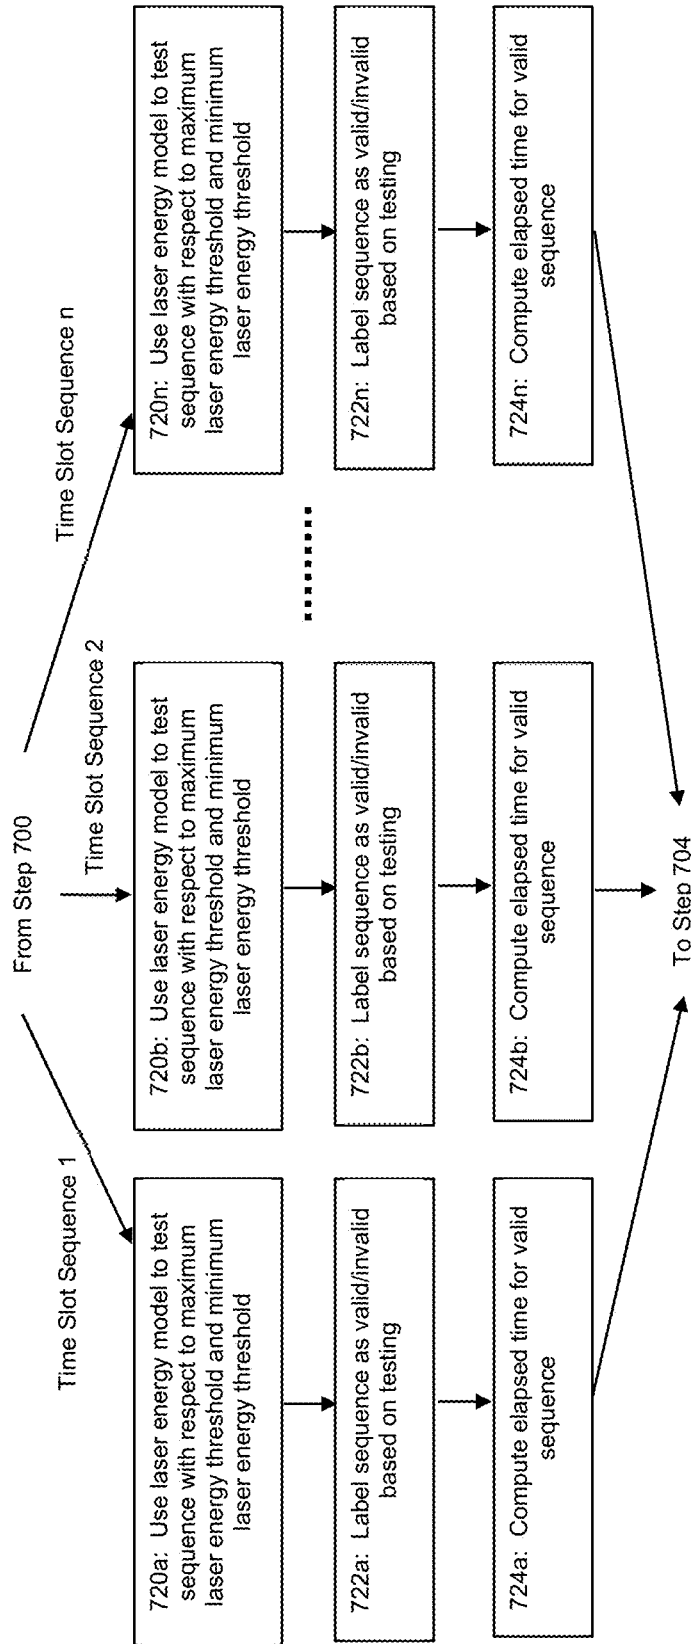 From Step 700
Time Slot Sequence 1
Time Slot Sequence 2
Time Slot Sequence n
720a: Use laser energy model to test
sequence with respect to maximum
laser energy threshold and minimum
laser energy threshold
722a: Label sequence as valid/invalid
based on testing
724a: Compute elapsed time for valid
sequence
720b: Use laser energy model to test
sequence with respect to maximum
laser energy threshold and minimum
laser energy threshold
722b: Label sequence as valid/invalid
based on testing
724b: Compute elapsed time for valid
sequence
720n: Use laser energy model to test
sequence with respect to maximum
laser energy threshold and minimum
laser energy threshold
722n: Label sequence as valid/invalid
based on testing
724n: Compute elapsed time for valid
sequence
To Step 704